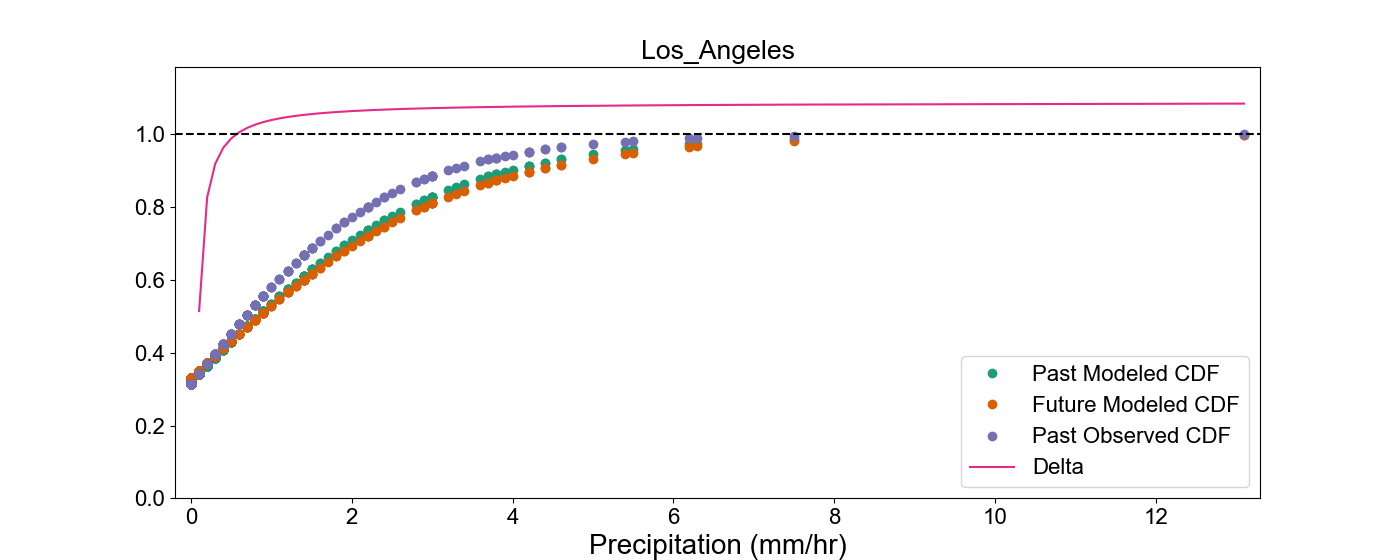 Los_Angeles
1.0
0.8
0.6
0.4
0.2
0.0
0 2 4 6 8 10 12
Precipitation (mm/hr)
Past Modeled CDF
Future Modeled CDF
Past Observed CDF
Delta